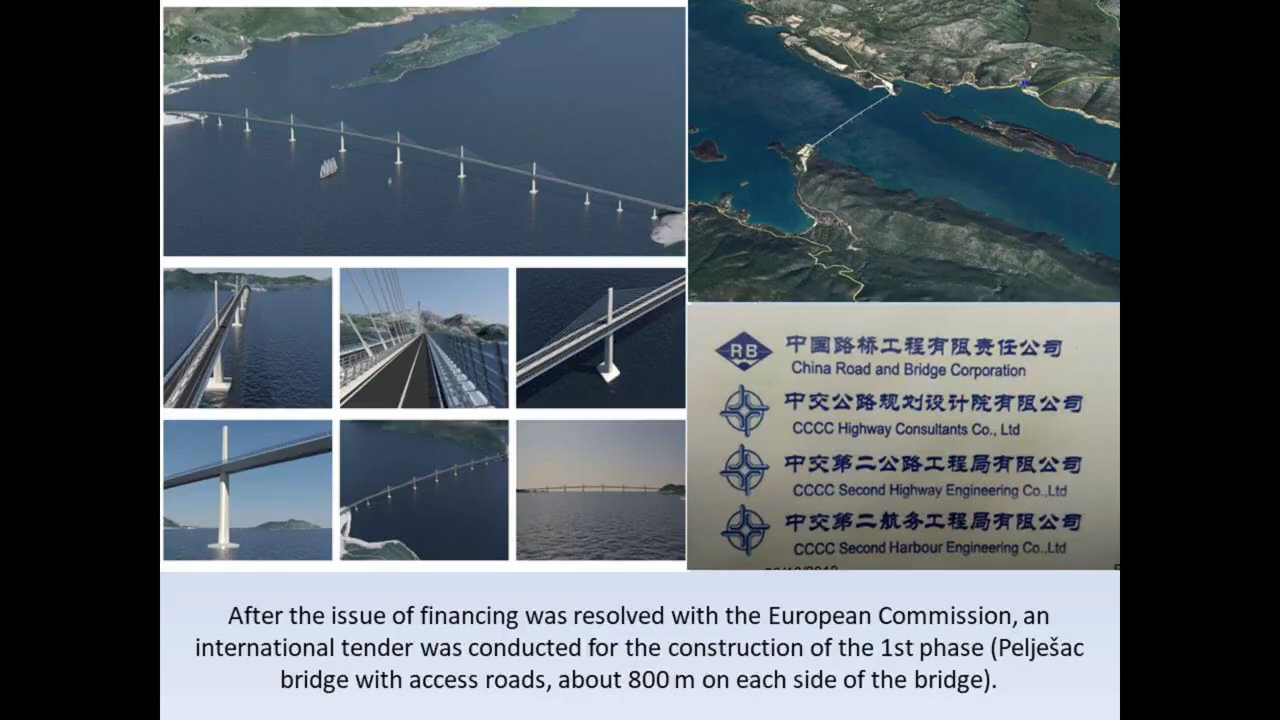 RB
中国路桥工程有限责任公司
China Road and Bridge Corporation
中交公路规划设计院有限公司
CCCC Highway Consultants Co., Ltd
中交第二公路工程局有限公司
CCCC Second Highway Engineering Co.,Ltd
中交第二航务工程局有限公司
CCCC Second Harbour Engineering Co.,Ltd
After the issue of financing was resolved with the European Commission, an
international tender was conducted for the construction of the 1st phase (Pelješac
bridge with access roads, about 800 m on each side of the bridge).